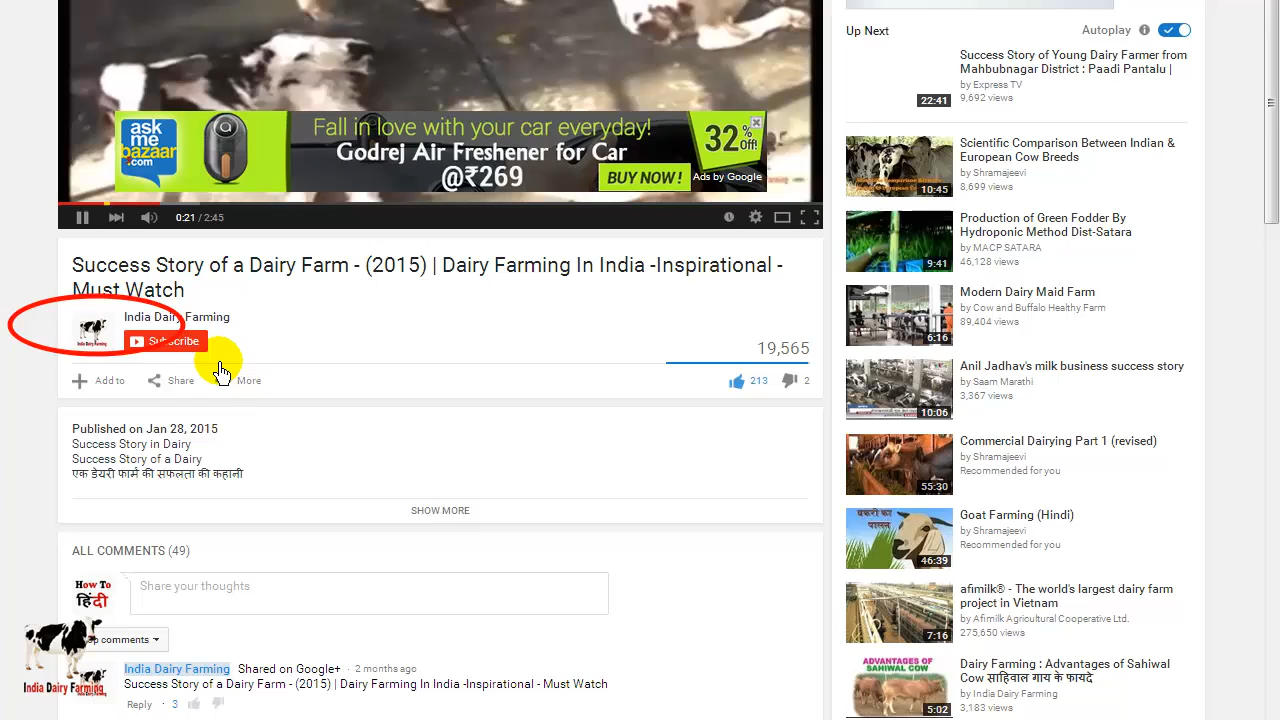 ask
me
bazaar
.com
Fall in love with your car everyday!
Godrej Air Freshener for Car
@₹269
BUY NOW!
32% Off!
Ads by Google
0:21 / 2:45
Success Story of a Dairy Farm - (2015) | Dairy Farming In India -Inspirational -
Must Watch
India Dairy Farming
India Dairy Farming
Subscribe
19,565
Add to
Share
More
213
2
Published on Jan 28, 2015
Success Story in Dairy
Success Story of a Dairy
एक डेयरी फार्म की सफलता की कहानी
SHOW MORE
ALL COMMENTS (49)
How To
हिंदी
Share your thoughts
comments
India Dairy Farming
India Dairy Farming Shared on Google+ · 2 months ago
Success Story of a Dairy Farm - (2015) | Dairy Farming In India -Inspirational - Must Watch
Reply · 3
Up Next
Autoplay
Success Story of Young Dairy Farmer from
Mahbubnagar District : Paadi Pantalu |
by Express TV
9,692 views
22:41
Scientific Comparison Between Indian &
European Cow Breeds
by Shramajeevi
8,699 views
10:45
Production of Green Fodder By
Hydroponic Method Dist-Satara
by MACP SATARA
46,128 views
9:41
Modern Dairy Maid Farm
by Cow and Buffalo Healthy Farm
89,404 views
6:16
Anil Jadhav's milk business success story
by Saam Marathi
3,367 views
10:06
Commercial Dairying Part 1 (revised)
by Shramajeevi
Recommended for you
55:30
बकरी का
पालन
Goat Farming (Hindi)
by Shramajeevi
Recommended for you
46:39
afimilk® - The world's largest dairy farm
project in Vietnam
by Afimilk Agricultural Cooperative Ltd.
275,650 views
7:16
ADVANTAGES OF
SAHIWAL COW
Dairy Farming : Advantages of Sahiwal
Cow साहिवाल गाय के फायदे
by India Dairy Farming
3,183 views
5:02